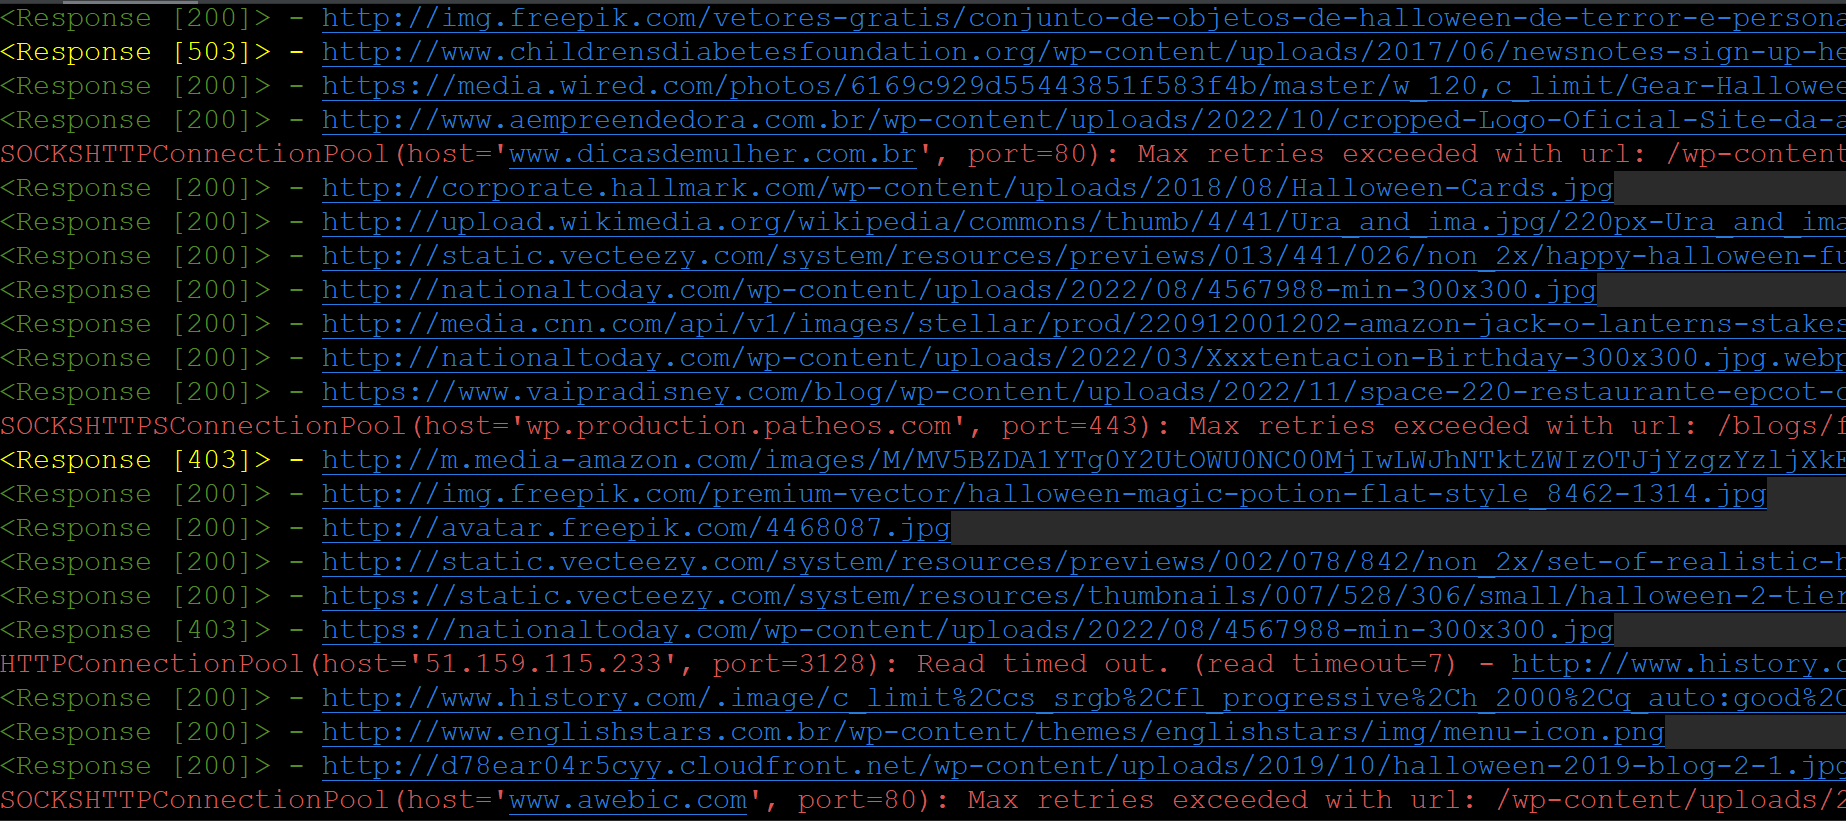 <Response [200]> - http://img.freepik.com/vetores-gratis/conjunto-de-objetos-de-halloween-de-terror-e-persona
<Response [503]> - http://www.childrensdiabetesfoundation.org/wp-content/uploads/2017/06/newsnotes-sign-up-he
<Response [200]> - https://media.wired.com/photos/6169c929d55443851f583f4b/master/w_120,c_limit/Gear-Hallowee
<Response [200]> - http://www.aempreendedora.com.br/wp-content/uploads/2022/10/cropped-Logo-Oficial-Site-da-a
SOCKSHTTPConnectionPool(host='www.dicasdemulher.com.br', port=80): Max retries exceeded with url: /wp-content
<Response [200]> - http://corporate.hallmark.com/wp-content/uploads/2018/08/Halloween-Cards.jpg
<Response [200]> - http://upload.wikimedia.org/wikipedia/commons/thumb/4/41/Ura_and_ima.jpg/220px-Ura_and_ima
<Response [200]> - http://static.vecteezy.com/system/resources/previews/013/441/026/non_2x/happy-halloween-fu
<Response [200]> - http://nationaltoday.com/wp-content/uploads/2022/08/4567988-min-300x300.jpg
<Response [200]> - http://media.cnn.com/api/v1/images/stellar/prod/220912001202-amazon-jack-o-lanterns-stakes
<Response [200]> - http://nationaltoday.com/wp-content/uploads/2022/03/Xxxtentacion-Birthday-300x300.jpg.webp
<Response [200]> - https://www.vaipradisney.com/blog/wp-content/uploads/2022/11/space-220-restaurante-epcot-c
SOCKSHTTPSConnectionPool(host='wp.production.patheos.com', port=443): Max retries exceeded with url: /blogs/f
<Response [403]> - http://m.media-amazon.com/images/M/MV5BZDA1YTg0Y2UtOWU0NC00MjIwLWJhNTktZWIzOTJjYzgzYzljXkE
<Response [200]> - http://img.freepik.com/premium-vector/halloween-magic-potion-flat-style_8462-1314.jpg
<Response [200]> - http://avatar.freepik.com/4468087.jpg
<Response [200]> - http://static.vecteezy.com/system/resources/previews/002/078/842/non_2x/set-of-realistic-h
<Response [200]> - https://static.vecteezy.com/system/resources/thumbnails/007/528/306/small/halloween-2-tier
<Response [403]> - https://nationaltoday.com/wp-content/uploads/2022/08/4567988-min-300x300.jpg
HTTPConnectionPool(host='51.159.115.233', port=3128): Read timed out. (read timeout=7) - http://www.history.c
<Response [200]> - http://www.history.com/.image/c_limit%2Ccs_srgb%2Cfl_progressive%2Ch_2000%2Cq_auto:good%2C
<Response [200]> - http://www.englishstars.com.br/wp-content/themes/englishstars/img/menu-icon.png
<Response [200]> - http://d78ear04r5cyy.cloudfront.net/wp-content/uploads/2019/10/halloween-2019-blog-2-1.jpg
SOCKSHTTPConnectionPool(host='www.awebic.com', port=80): Max retries exceeded with url: /wp-content/uploads/2